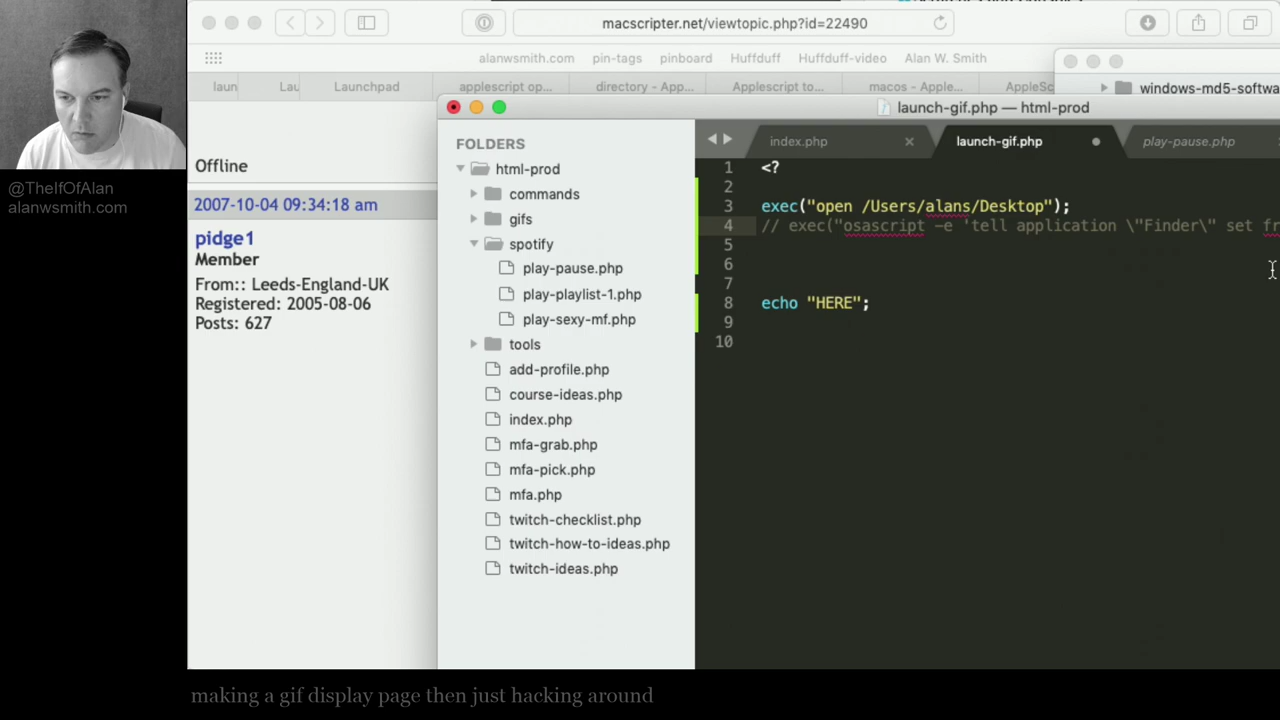 macscripter.net/viewtopic.php?id=22490
alanwsmith.com pin-tags pinboard Huffduff Huffduff-video Alan W. Smith
laun Lau Launchpad applescript op... directory - App... Applescript to... macos - Apple... AppleSc
windows-md5-softwa
launch-gif.php — html-prod
FOLDERS
html-prod
commands
gifs
spotify
play-pause.php
play-playlist-1.php
play-sexy-mf.php
tools
add-profile.php
course-ideas.php
index.php
mfa-grab.php
mfa-pick.php
mfa.php
twitch-checklist.php
twitch-how-to-ideas.php
twitch-ideas.php
index.php launch-gif.php play-pause.php
1 <?
2
3 exec("open /Users/alans/Desktop");
4 // exec("osascript -e 'tell application \"Finder\" set fr
5
6
7
8 echo "HERE";
9
10
Offline
2007-10-04 09:34:18 am
pidge1
Member
From:: Leeds-England-UK
Registered: 2005-08-06
Posts: 627
@TheIfOfAlan
alanwsmith.com
making a gif display page then just hacking around